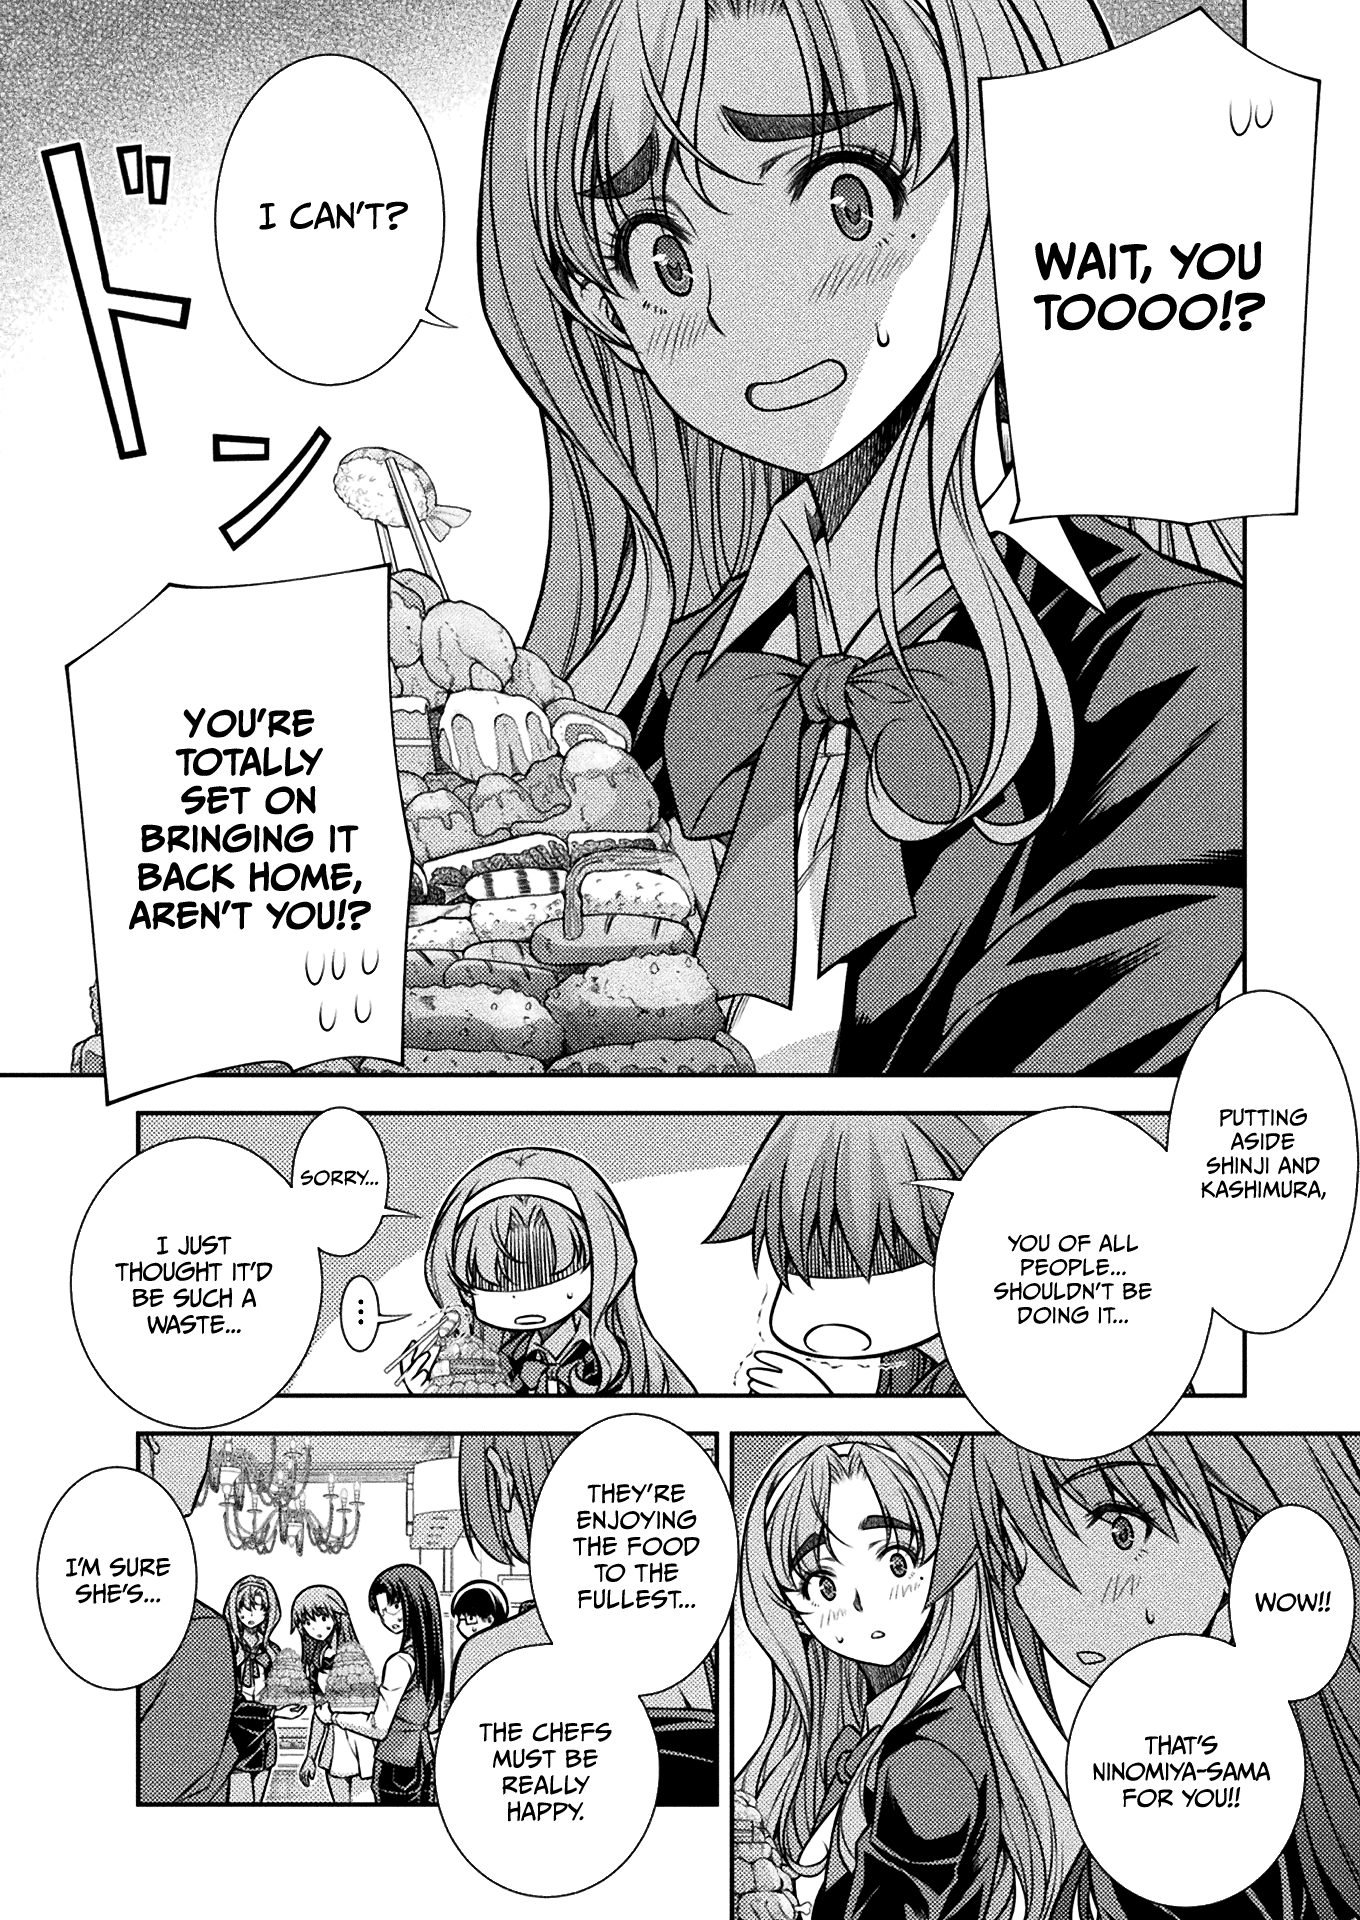 WAIT, YOU
TOOOO!?
I CAN'T?
ドドン
YOU'RE
TOTALLY
SET ON
BRINGING IT
BACK HOME,
AREN'T YOU!?
PUTTING
ASIDE
SHINJI AND
KASHIMURA,
YOU OF ALL
PEOPLE...
SHOULDN'T BE
DOING IT...
...
SORRY...
I JUST
THOUGHT IT'D
BE SUCH A
WASTE...
WOW!!
THAT'S
NINOMIYA-SAMA
FOR YOU!!
THEY'RE
ENJOYING
THE FOOD
TO THE
FULLEST...
THE CHEFS
MUST BE
REALLY
HAPPY.
I'M SURE
SHE'S...